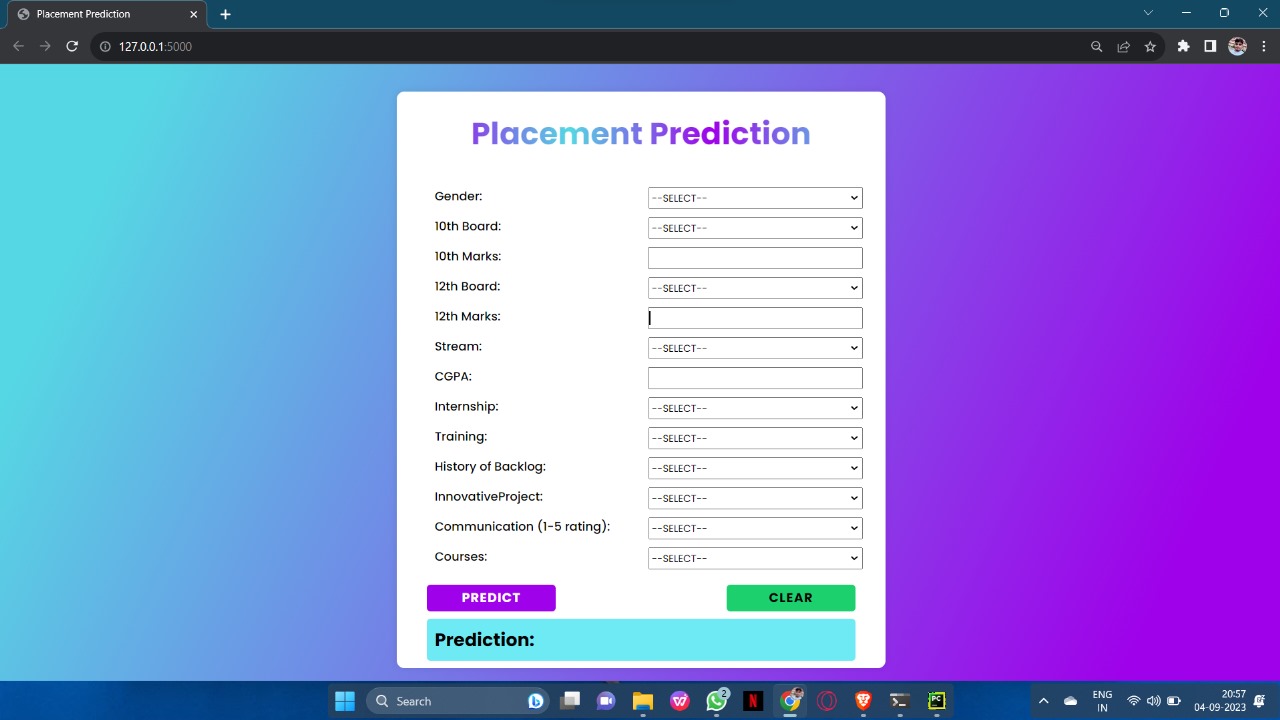 Placement Prediction
127.0.0.1:5000
Placement Prediction
Gender: --SELECT--
10th Board: --SELECT--
10th Marks:
12th Board: --SELECT--
12th Marks:
Stream: --SELECT--
CGPA:
Internship: --SELECT--
Training: --SELECT--
History of Backlog: --SELECT--
InnovativeProject: --SELECT--
Communication (1-5 rating): --SELECT--
Courses: --SELECT--
PREDICT CLEAR
Prediction:
Search 2 N PC ENG 20:57
IN 04-09-2023